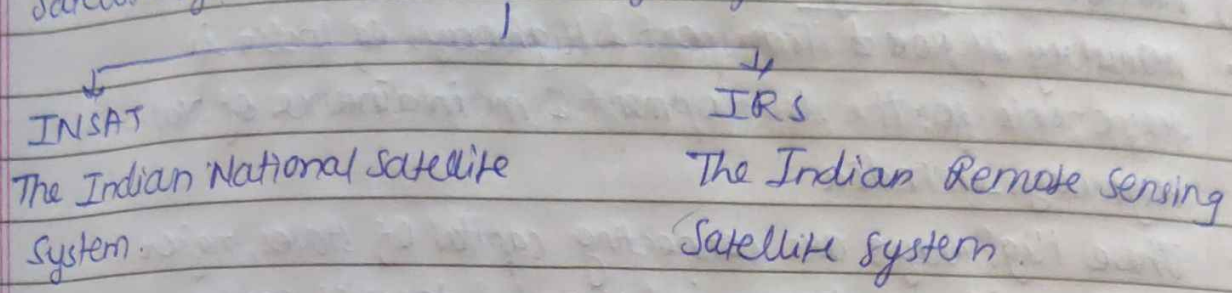 INSAT
IRS
The Indian National Satellite
System.
The Indian Remote Sensing
Satellite System.